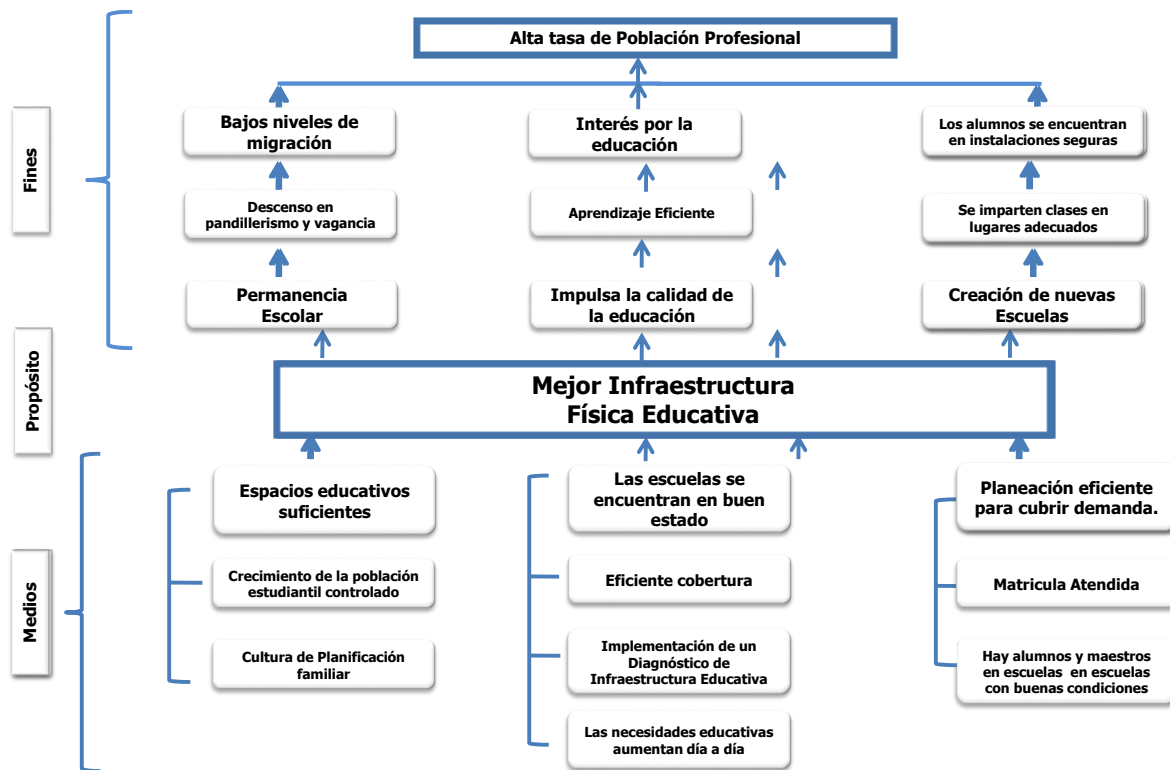 Alta tasa de Población Profesional
Fines
Bajos niveles de
migración
Interés por la
educación
Los alumnos se encuentran
en instalaciones seguras
Descenso en
pandillerismo y vagancia
Aprendizaje Eficiente
Se imparten clases en
lugares adecuados
Permanencia
Escolar
Impulsa la calidad de
la educación
Creación de nuevas
Escuelas
Propósito
Mejor Infraestructura
Física Educativa
Medios
Espacios educativos
suficientes
Las escuelas se
encuentran en buen
estado
Planeación eficiente
para cubrir demanda.
Crecimiento de la población
estudiantil controlado
Eficiente cobertura
Matricula Atendida
Cultura de Planificación
familiar
Implementación de un
Diagnóstico de
Infraestructura Educativa
Hay alumnos y maestros
en escuelas en escuelas
con buenas condiciones
Las necesidades educativas
aumentan día a día